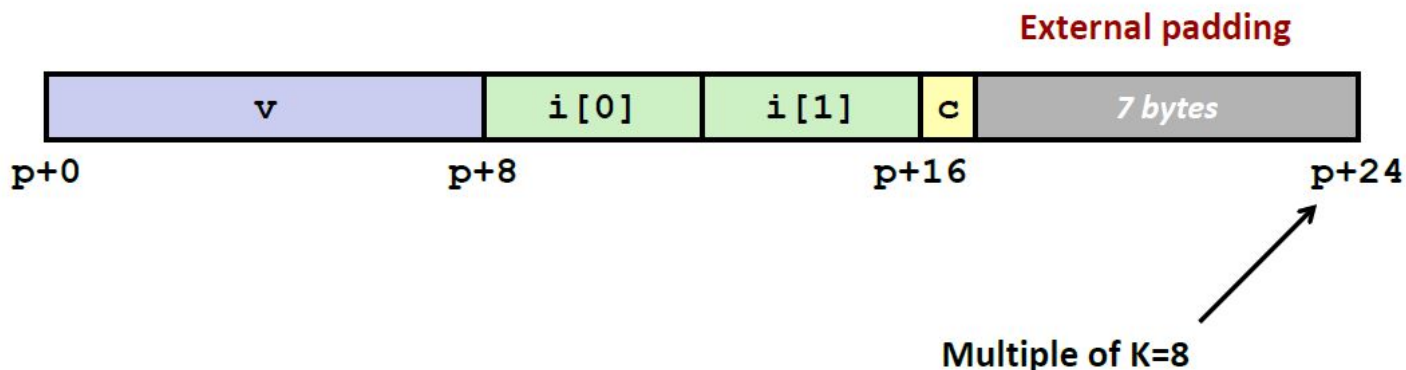 External padding
v i[0] i[1] c 7 bytes
p+0 p+8 p+16 p+24
Multiple of K=8